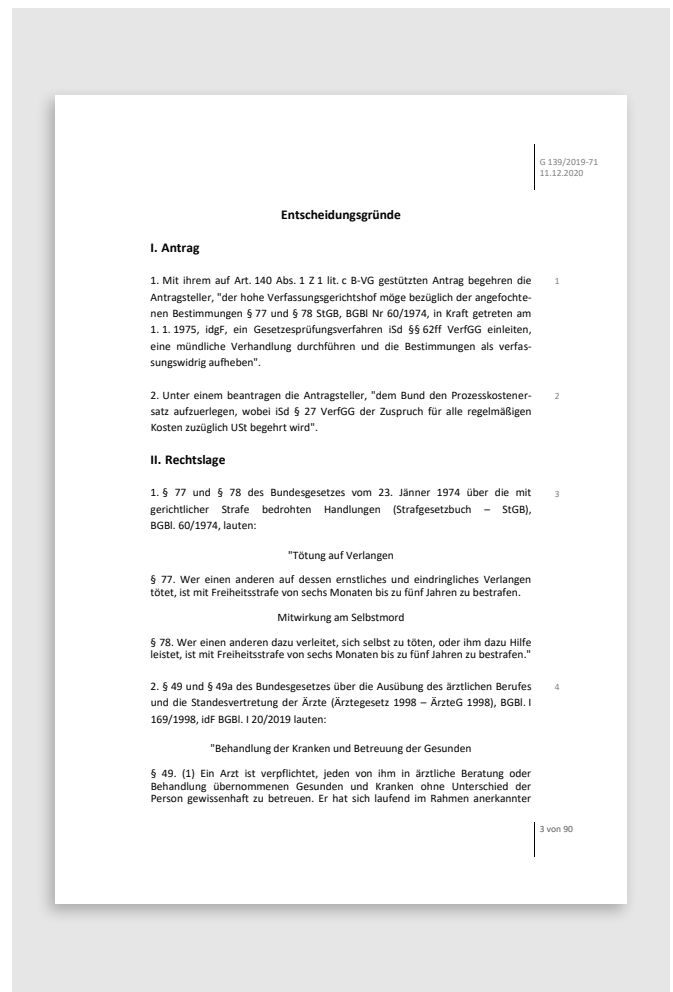 G 139/2019-71
11.12.2020
Entscheidungsgründe
I. Antrag
1. Mit ihrem auf Art. 140 Abs. 1 Z 1 lit. c B-VG gestützten Antrag begehren die 1
Antragsteller, "der hohe Verfassungsgerichtshof möge bezüglich der angefochte-
nen Bestimmungen § 77 und § 78 StGB, BGBl Nr 60/1974, in Kraft getreten am
1. 1. 1975, idgF, ein Gesetzesprüfungsverfahren iSd §§ 62ff VerfGG einleiten,
eine mündliche Verhandlung durchführen und die Bestimmungen als verfas-
sungswidrig aufheben".
2. Unter einem beantragen die Antragsteller, "dem Bund den Prozesskostener- 2
satz aufzuerlegen, wobei iSd § 27 VerfGG der Zuspruch für alle regelmäßigen
Kosten zuzüglich USt begehrt wird".
II. Rechtslage
1. § 77 und § 78 des Bundesgesetzes vom 23. Jänner 1974 über die mit 3
gerichtlicher Strafe bedrohten Handlungen (Strafgesetzbuch – StGB),
BGBl. 60/1974, lauten:
"Tötung auf Verlangen
§ 77. Wer einen anderen auf dessen ernstliches und eindringliches Verlangen
tötet, ist mit Freiheitsstrafe von sechs Monaten bis zu fünf Jahren zu bestrafen.
Mitwirkung am Selbstmord
§ 78. Wer einen anderen dazu verleitet, sich selbst zu töten, oder ihm dazu Hilfe
leistet, ist mit Freiheitsstrafe von sechs Monaten bis zu fünf Jahren zu bestrafen."
2. § 49 und § 49a des Bundesgesetzes über die Ausübung des ärztlichen Berufes 4
und die Standesvertretung der Ärzte (Ärztegesetz 1998 – ÄrzteG 1998), BGBl. I
169/1998, idF BGBl. I 20/2019 lauten:
"Behandlung der Kranken und Betreuung der Gesunden
§ 49. (1) Ein Arzt ist verpflichtet, jeden von ihm in ärztliche Beratung oder
Behandlung übernommenen Gesunden und Kranken ohne Unterschied der
Person gewissenhaft zu betreuen. Er hat sich laufend im Rahmen anerkannter
3 von 90